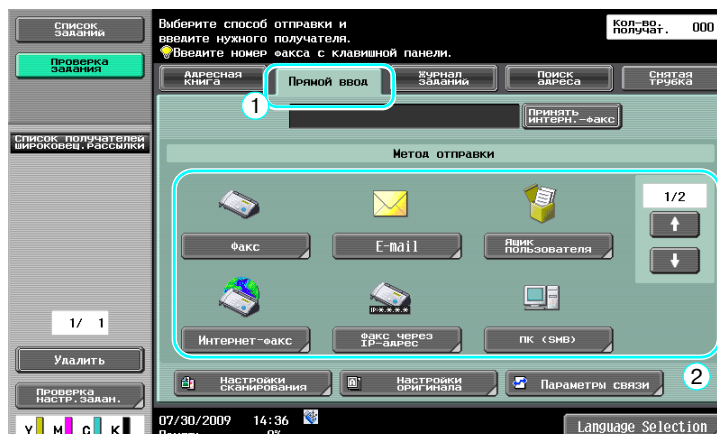 Список
заданий
Проверка
задания
Список получателей
широковец.рассылки
1/ 1
Удалить
Проверка
настр.задан.
Y M C K
Выберите способ отправки и
введите нужного получателя.
Введите номер факса с клавишной панели.
Кол-во.
получат. 000
Адресная
книга
Прямой ввод
Журнал
заданий
Поиск
адреса
Снятая
трубка
1
Принять
интерн.-факс
Метод отправки
Факс
E-mail
Ящик
пользователя
1/2
Интернет-факс
Факс через
IP-адрес
ПК (SMB)
Настройки
сканирования
Настройки
оригинала
Параметры связи
2
07/30/2009 14:36
Language Selection